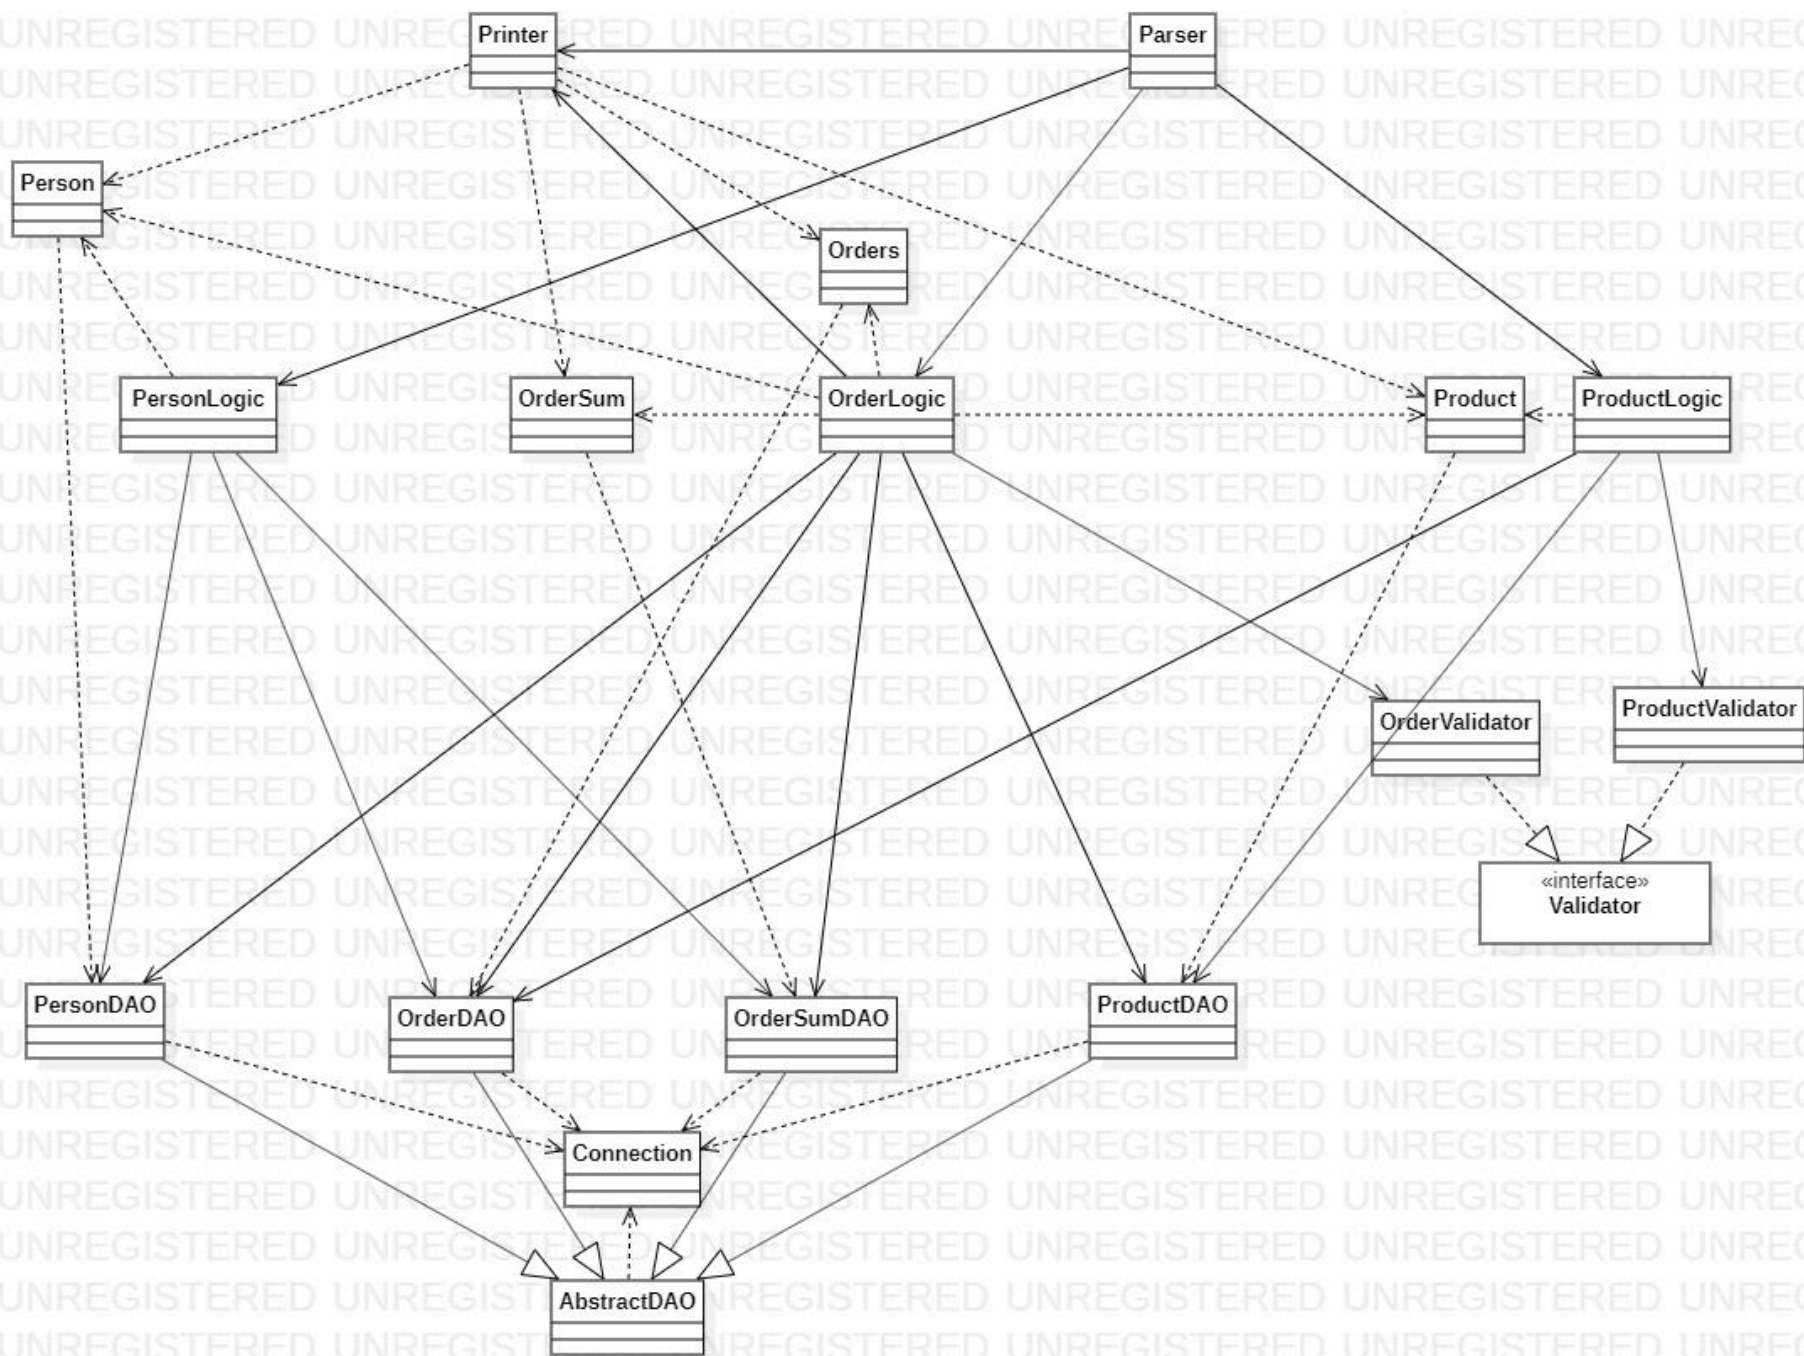 Printer
Parser
Person
Orders
PersonLogic
OrderSum
OrderLogic
Product
ProductLogic
OrderValidator
ProductValidator
«interface»
Validator
PersonDAO
OrderDAO
OrderSumDAO
ProductDAO
Connection
AbstractDAO
UNREGISTERED